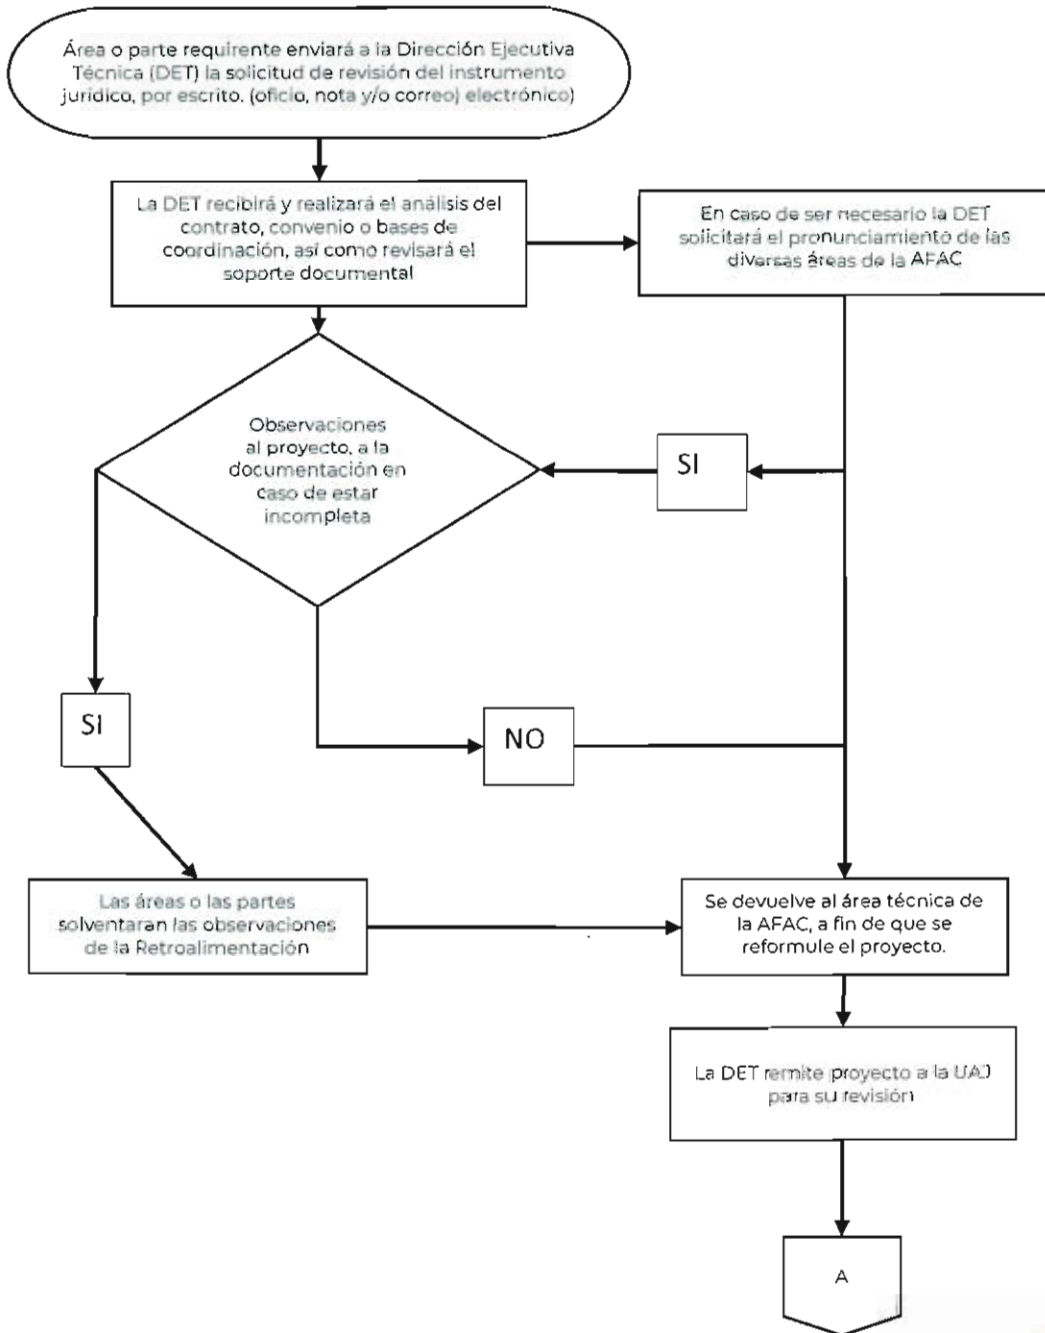 Área o parte requirente enviará a la Dirección Ejecutiva
Técnica (DET) la solicitud de revisión del instrumento
jurídico, por escrito. (oficio, nota y/o correo) electrónico)
La DET recibirá y realizará el análisis del
contrato, convenio o bases de
coordinación, así como revisará el
soporte documental
En caso de ser necesario la DET
solicitará el pronunciamiento de las
diversas áreas de la AFAC
Observaciones
al proyecto, a la
documentación en
caso de estar
incompleta
SI
SI
NO
Las áreas o las partes
solventaran las observaciones
de la Retroalimentación
Se devuelve al área técnica de
la AFAC, a fin de que se
reformule el proyecto.
La DET remite proyecto a la UAJ
para su revisión
A